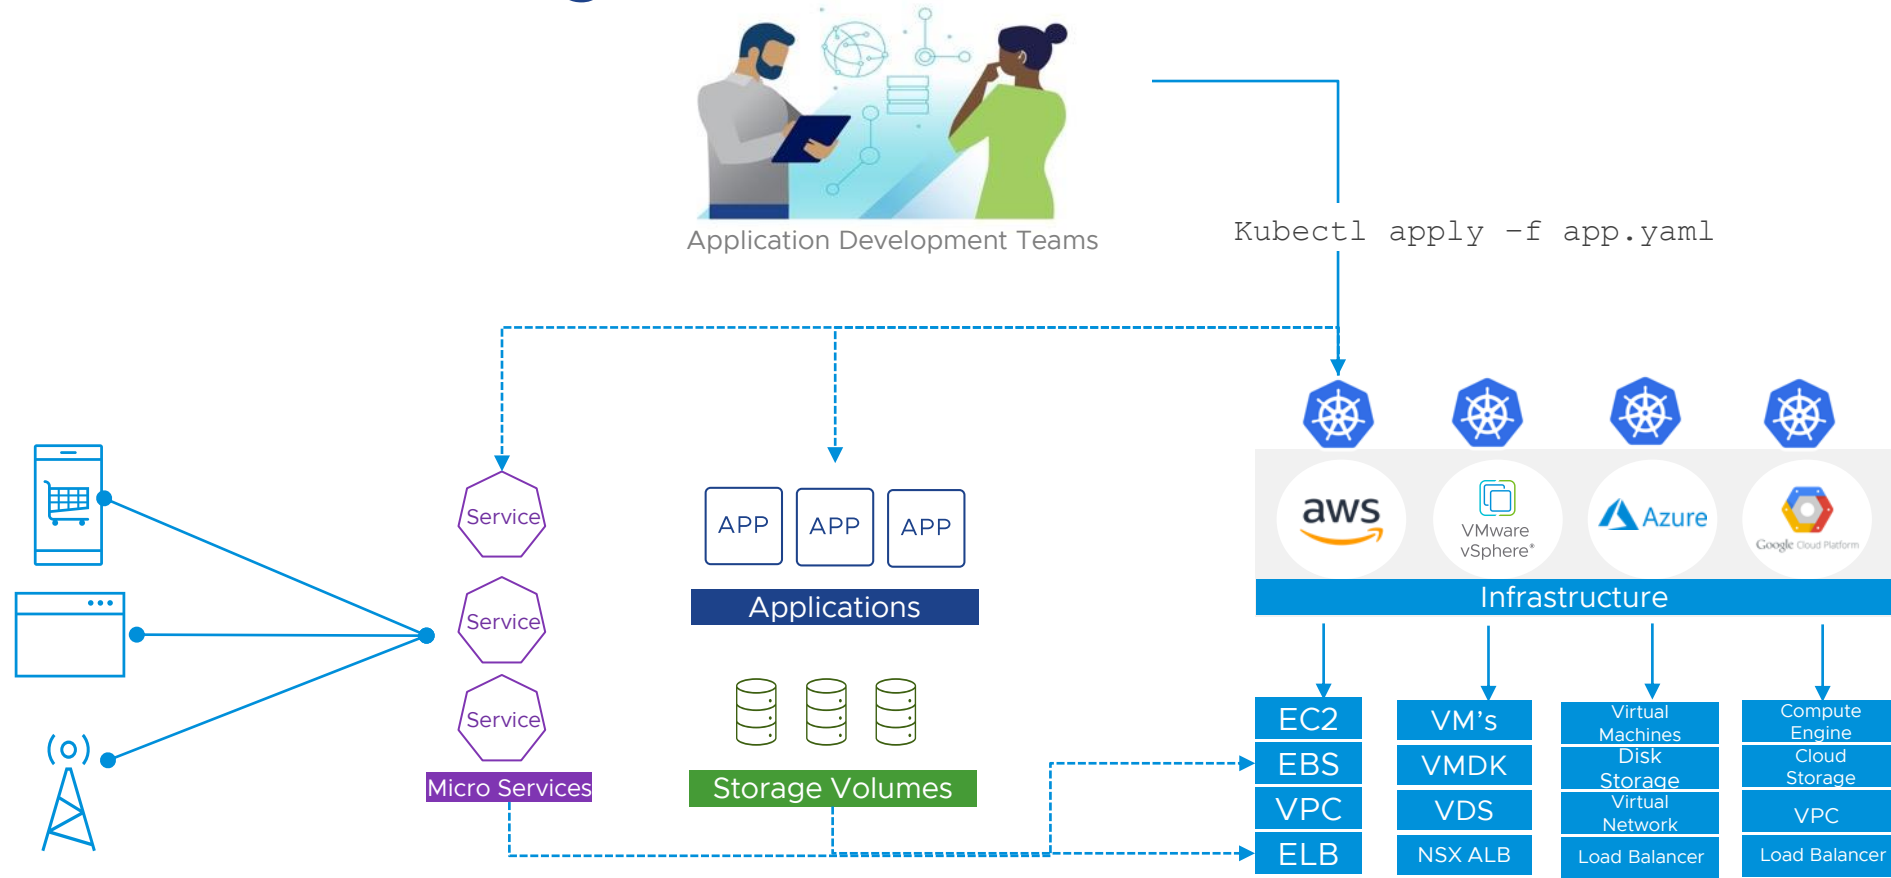 Application Development Teams
Kubectl apply –f app.yaml
Service
Service
Service
Micro Services
APP
APP
APP
Applications
Storage Volumes
aws
VMware
vSphere®
Azure
Google Cloud Platform
Infrastructure
EC2
EBS
VPC
ELB
VM’s
VMDK
VDS
NSX ALB
Virtual
Machines
Disk
Storage
Virtual
Network
Load Balancer
Compute
Engine
Cloud
Storage
VPC
Load Balancer